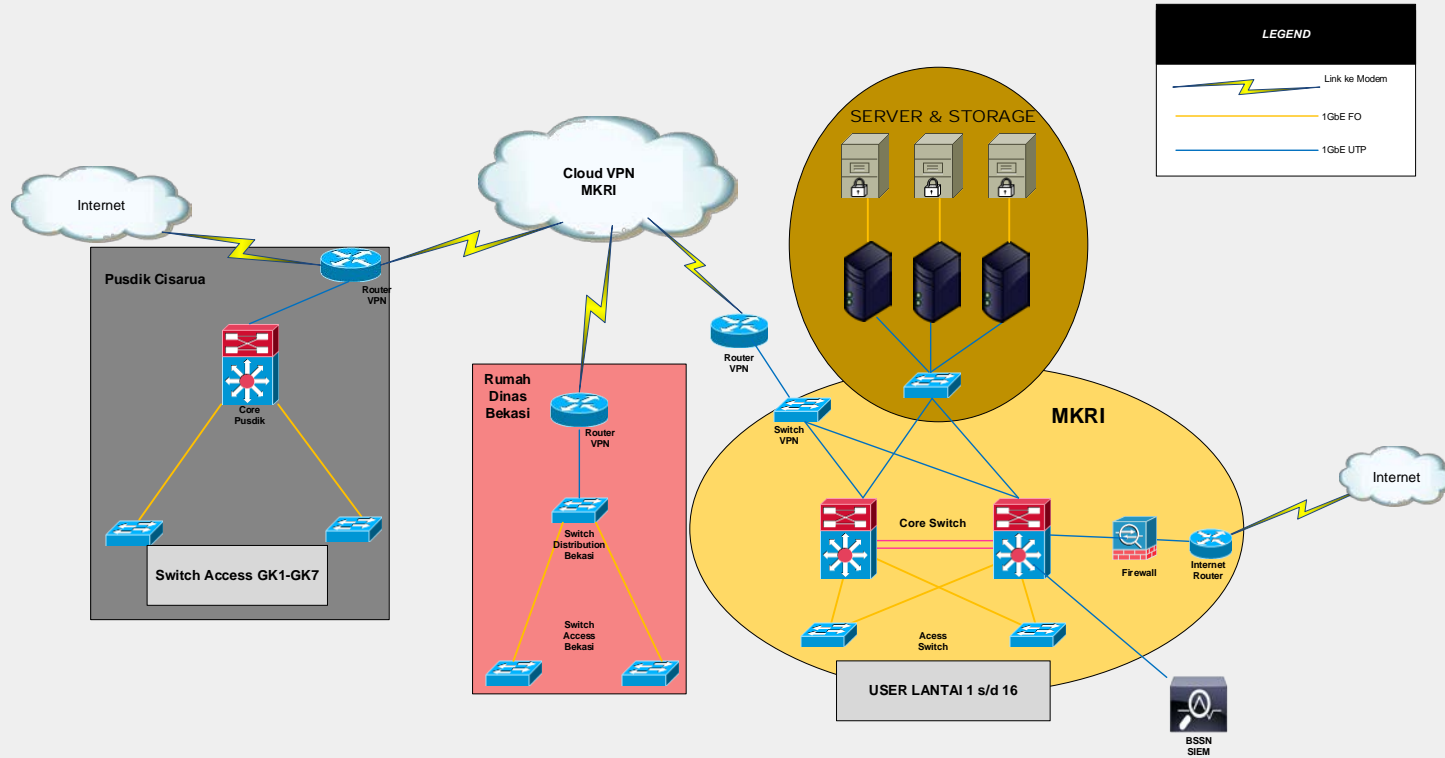 LEGEND
Link ke Modem
1GbE FO
1GbE UTP
SERVER & STORAGE
Cloud VPN
MKRI
Internet
Pusdik Cisarua
Router
VPN
Core
Pusdik
Switch Access GK1-GK7
Rumah
Dinas
Bekasi
Router
VPN
Switch
Distribution
Bekasi
Switch
Access
Bekasi
Router
VPN
Switch
VPN
MKRI
Core Switch
Firewall
Internet
Router
Internet
Acess
Switch
USER LANTAI 1 s/d 16
BSSN
SIEM